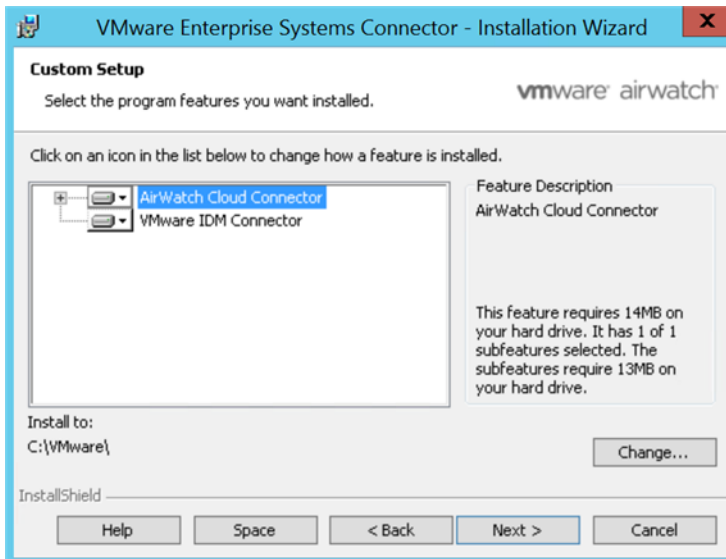 VMware Enterprise Systems Connector - Installation Wizard
X
Custom Setup
Select the program features you want installed.
vmware airwatch
Click on an icon in the list below to change how a feature is installed.
AirWatch Cloud Connector
VMware IDM Connector
Feature Description
AirWatch Cloud Connector
This feature requires 14MB on
your hard drive. It has 1 of 1
subfeatures selected. The
subfeatures require 13MB on
your hard drive.
Install to:
C:\VMware\
Change...
InstallShield
Help
Space
< Back
Next >
Cancel